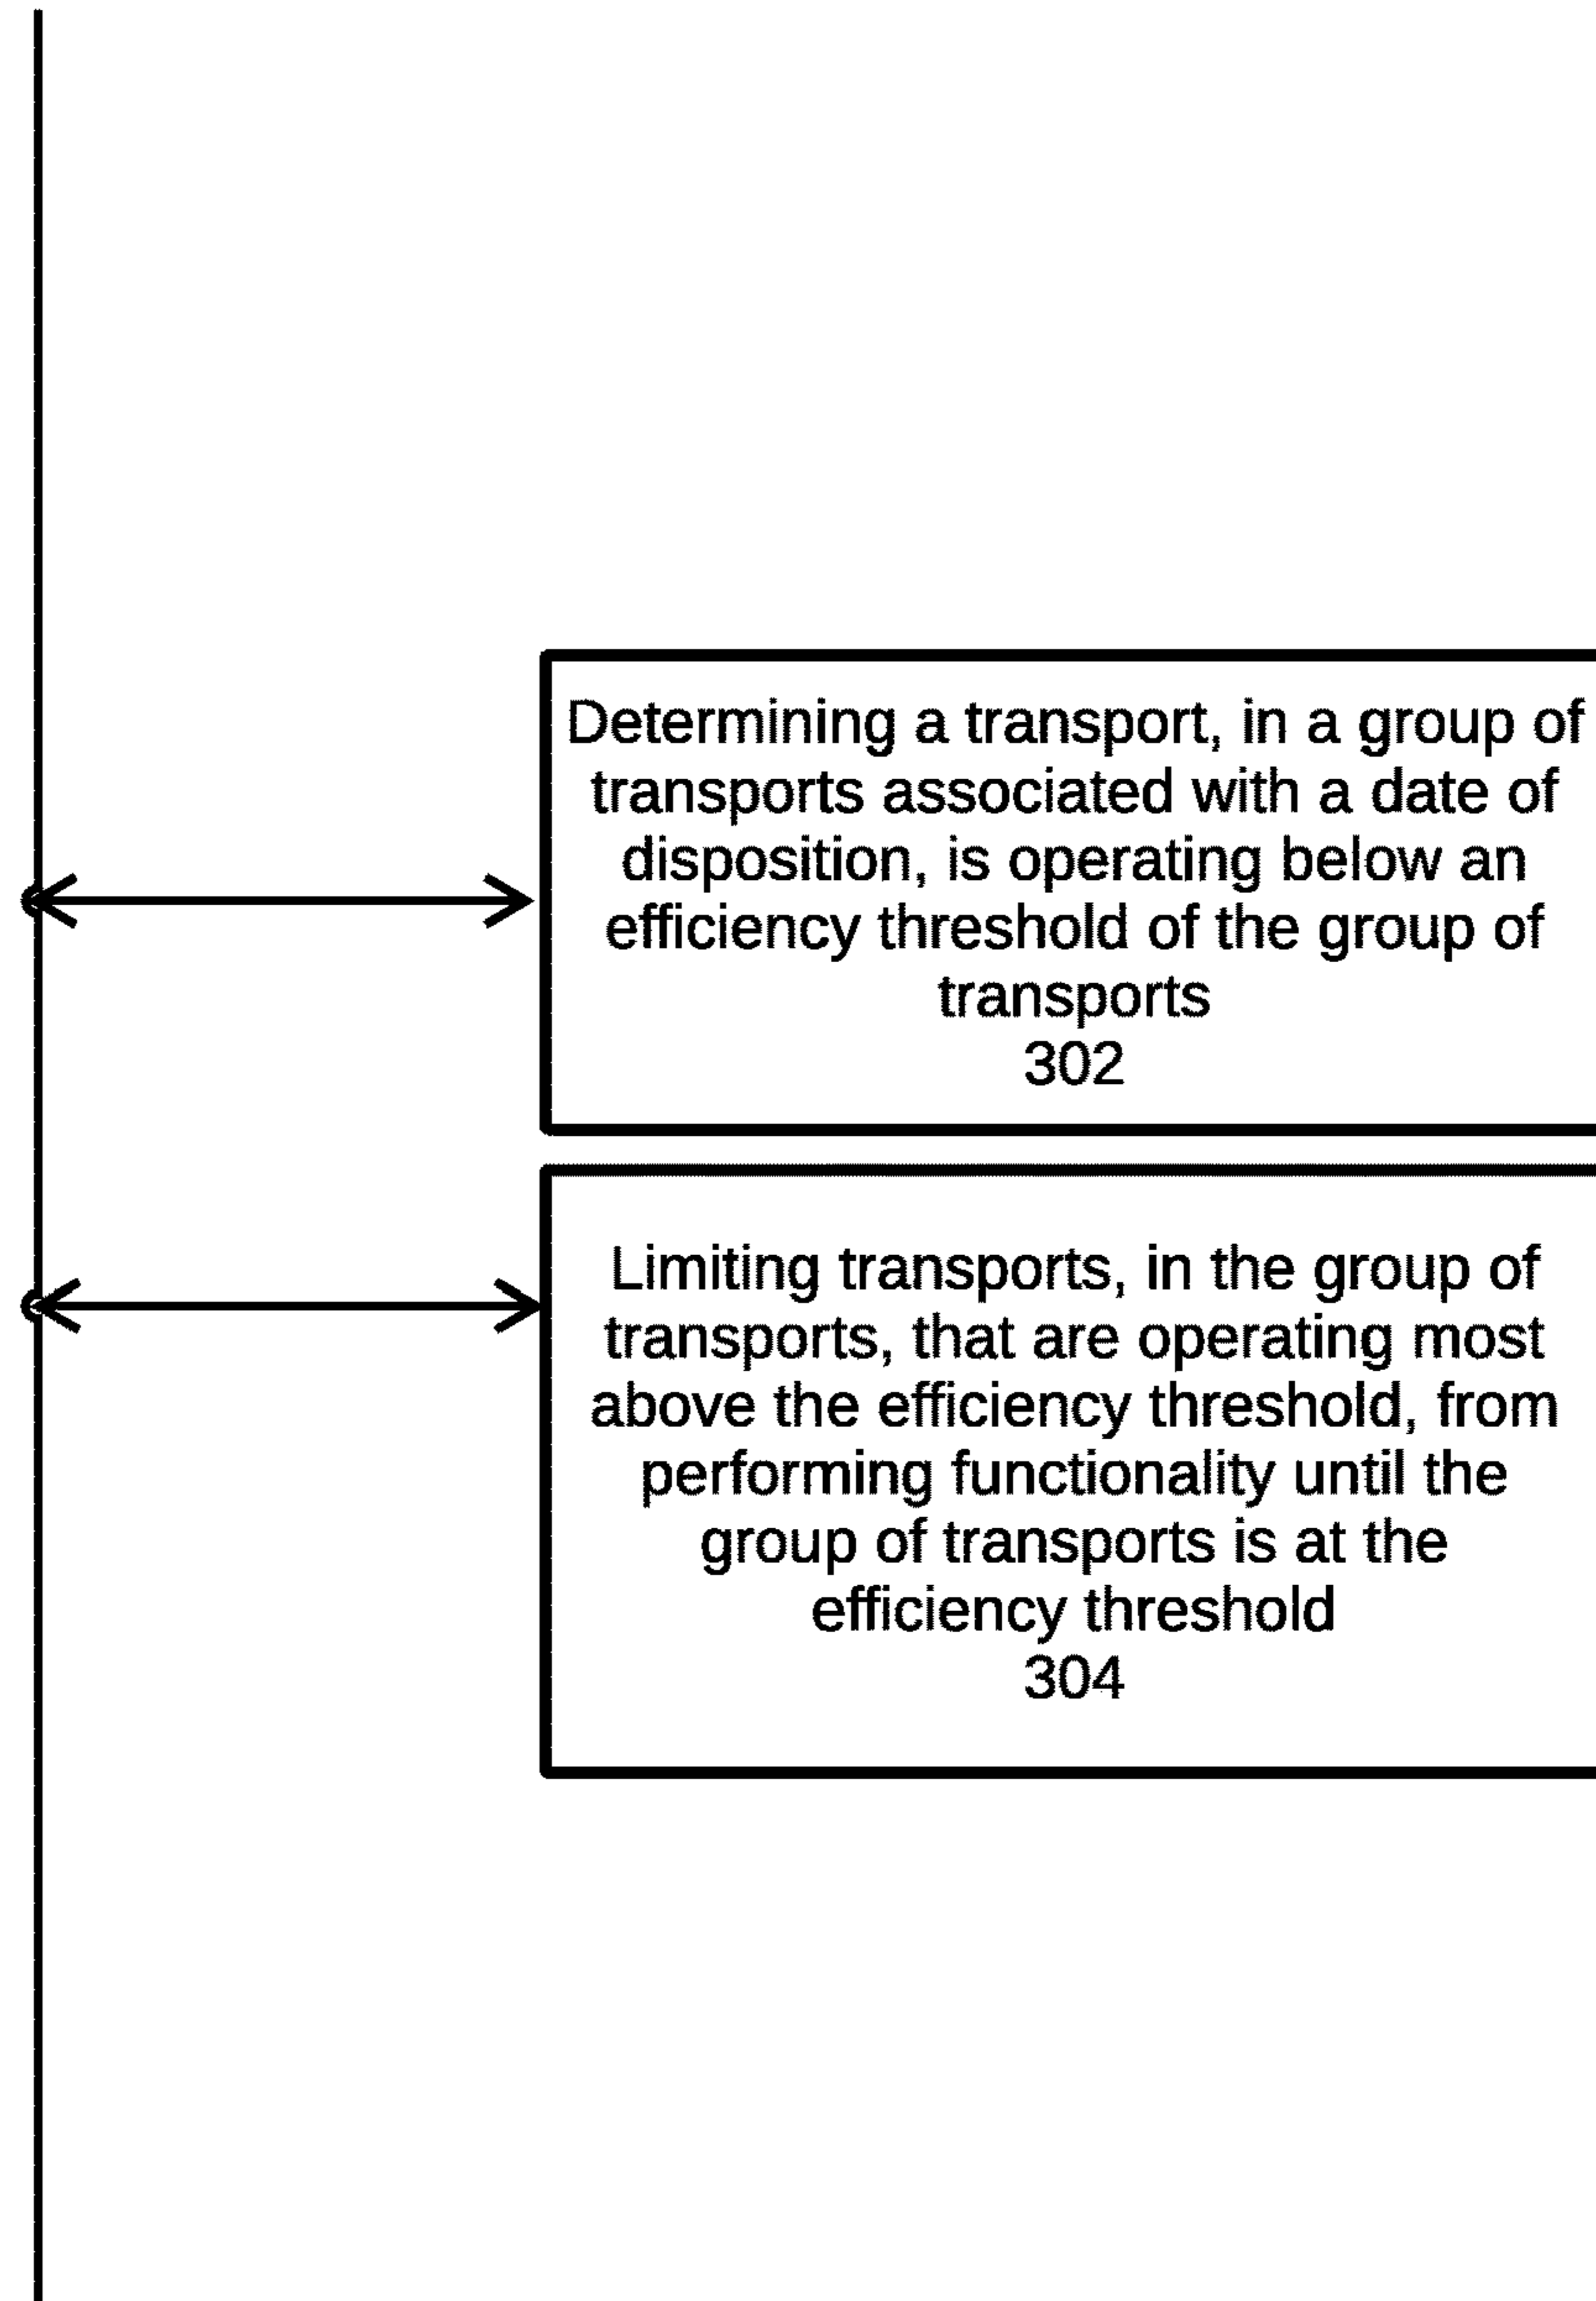 Determining a transport, in a group of
transports associated with a date of
disposition, is operating below an
efficiency threshold of the group of
transports
302
Limiting transports, in the group of
transports, that are operating most
above the efficiency threshold, from
performing functionality until the
group of transports is at the
efficiency threshold
304